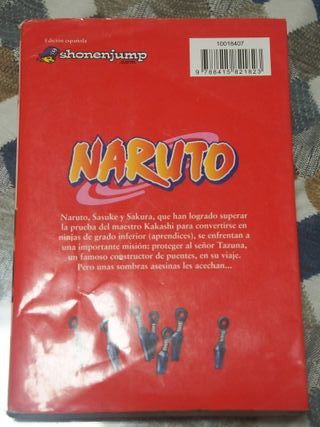 Edición española
shonenjump
.com
10018407
9 788415 821823
NARUTO
Naruto, Sasuke y Sakura, que han logrado superar
la prueba del maestro Kakashi para convertirse en
ninjas de grado inferior (aprendices), se enfrentan a
una importante misión: proteger al señor Tazuna,
un famoso constructor de puentes, en su viaje.
Pero unas sombras asesinas les acechan...